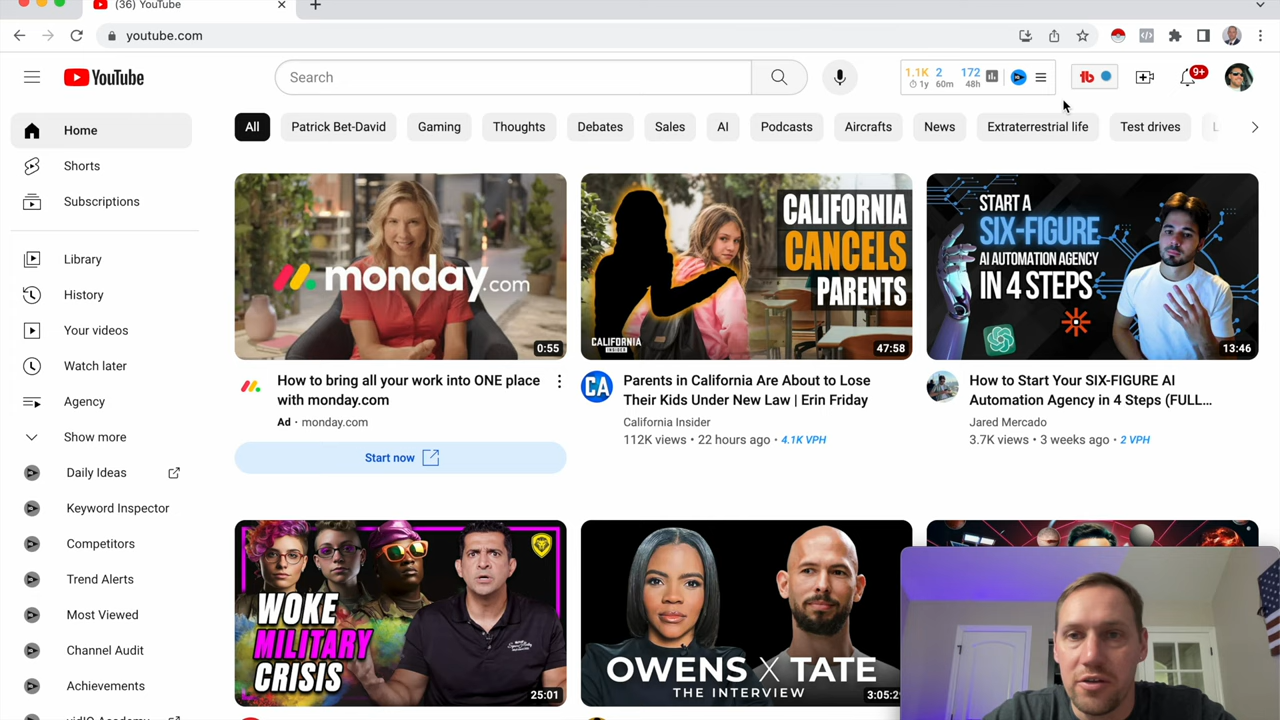 (36) YouTube
youtube.com
YouTube
Search
1.1K 2 172
1y 60m 48h
tb
9+
All
Patrick Bet-David
Gaming
Thoughts
Debates
Sales
AI
Podcasts
Aircrafts
News
Extraterrestrial life
Test drives
Home
Shorts
Subscriptions
Library
History
Your videos
Watch later
Agency
Show more
Daily Ideas
Keyword Inspector
Competitors
Trend Alerts
Most Viewed
Channel Audit
Achievements
vidIQ Academy
monday.com
0:55
How to bring all your work into ONE place
with monday.com
Ad • monday.com
Start now
CALIFORNIA
CANCELS
PARENTS
CALIFORNIA
INSIDER
47:58
CA
Parents in California Are About to Lose
Their Kids Under New Law | Erin Friday
California Insider
112K views • 22 hours ago • 4.1K VPH
START A
SIX-FIGURE
AI AUTOMATION AGENCY
IN 4 STEPS
13:46
How to Start Your SIX-FIGURE AI
Automation Agency in 4 Steps (FULL...
Jared Mercado
3.7K views • 3 weeks ago • 2 VPH
WOKE
MILITARY
CRISIS
25:01
OWENS X TATE
THE INTERVIEW
3:05:2